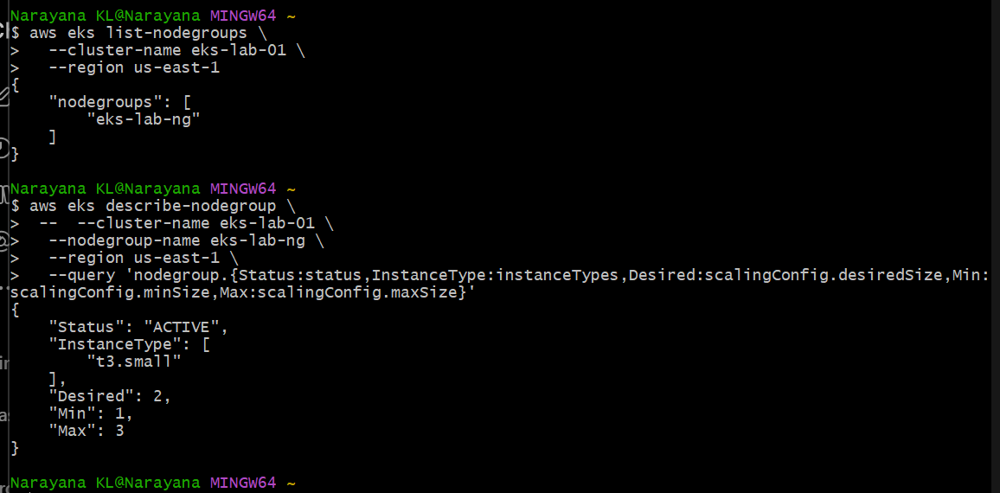 Narayana KL@Narayana MINGW64 ~
$ aws eks list-nodegroups \
>   --cluster-name eks-lab-01 \
>   --region us-east-1
{
    "nodegroups": [
        "eks-lab-ng"
    ]
}
Narayana KL@Narayana MINGW64 ~
$ aws eks describe-nodegroup \
>  --  --cluster-name eks-lab-01 \
>   --nodegroup-name eks-lab-ng \
>   --region us-east-1 \
>   --query 'nodegroup.{Status:status,InstanceType:instanceTypes,Desired:scalingConfig.desiredSize,Min:
scalingConfig.minSize,Max:scalingConfig.maxSize}'
{
    "Status": "ACTIVE",
    "InstanceType": [
        "t3.small"
    ],
    "Desired": 2,
    "Min": 1,
    "Max": 3
}
Narayana KL@Narayana MINGW64 ~